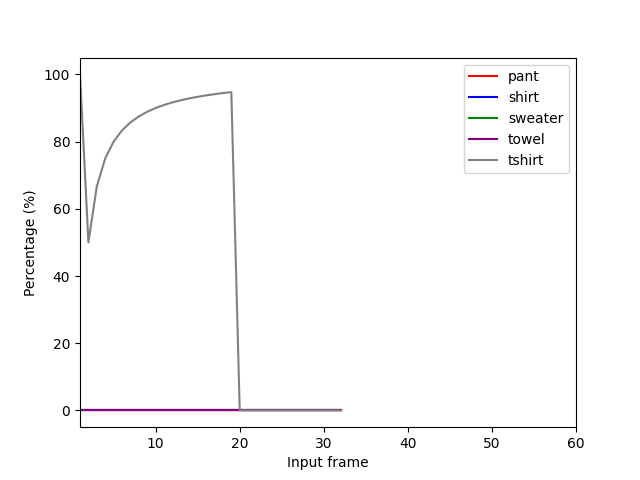 100
80
60
40
20
0
Percentage (%)
pant
shirt
sweater
towel
tshirt
10 20 30 40 50 60
Input frame